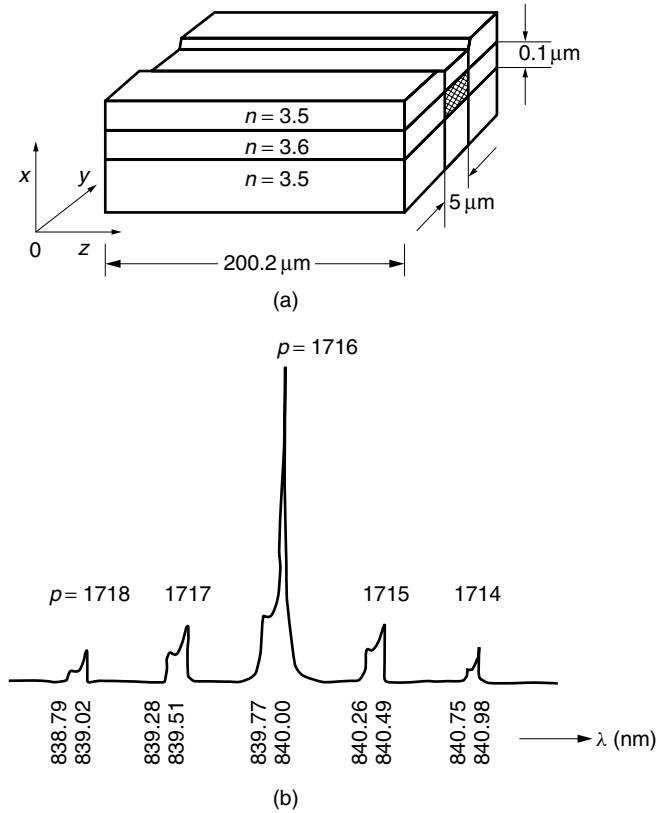 0.1 μm
n = 3.5
n = 3.6
n = 3.5
x
y
5 μm
0
z
200.2 μm
(a)
p = 1716
p = 1718
1717
1715
1714
838.79
839.02
839.28
839.51
839.77
840.00
840.26
840.49
840.75
840.98
λ (nm)
(b)